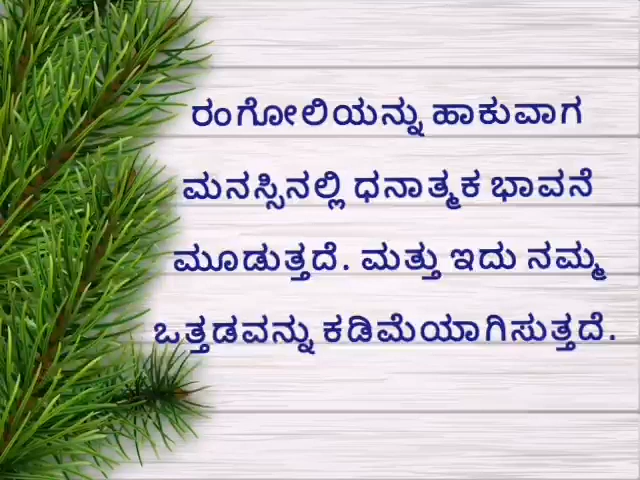 ರಂಗೋಲಿಯನ್ನು ಹಾಕುವಾಗ
ಮನಸ್ಸಿನಲ್ಲಿ ಧನಾತ್ಮಕ ಭಾವನೆ
ಮೂಡುತ್ತದೆ. ಮತ್ತು ಇದು ನಮ್ಮ
ಒತ್ತಡವನ್ನು ಕಡಿಮೆಯಾಗಿಸುತ್ತದೆ.